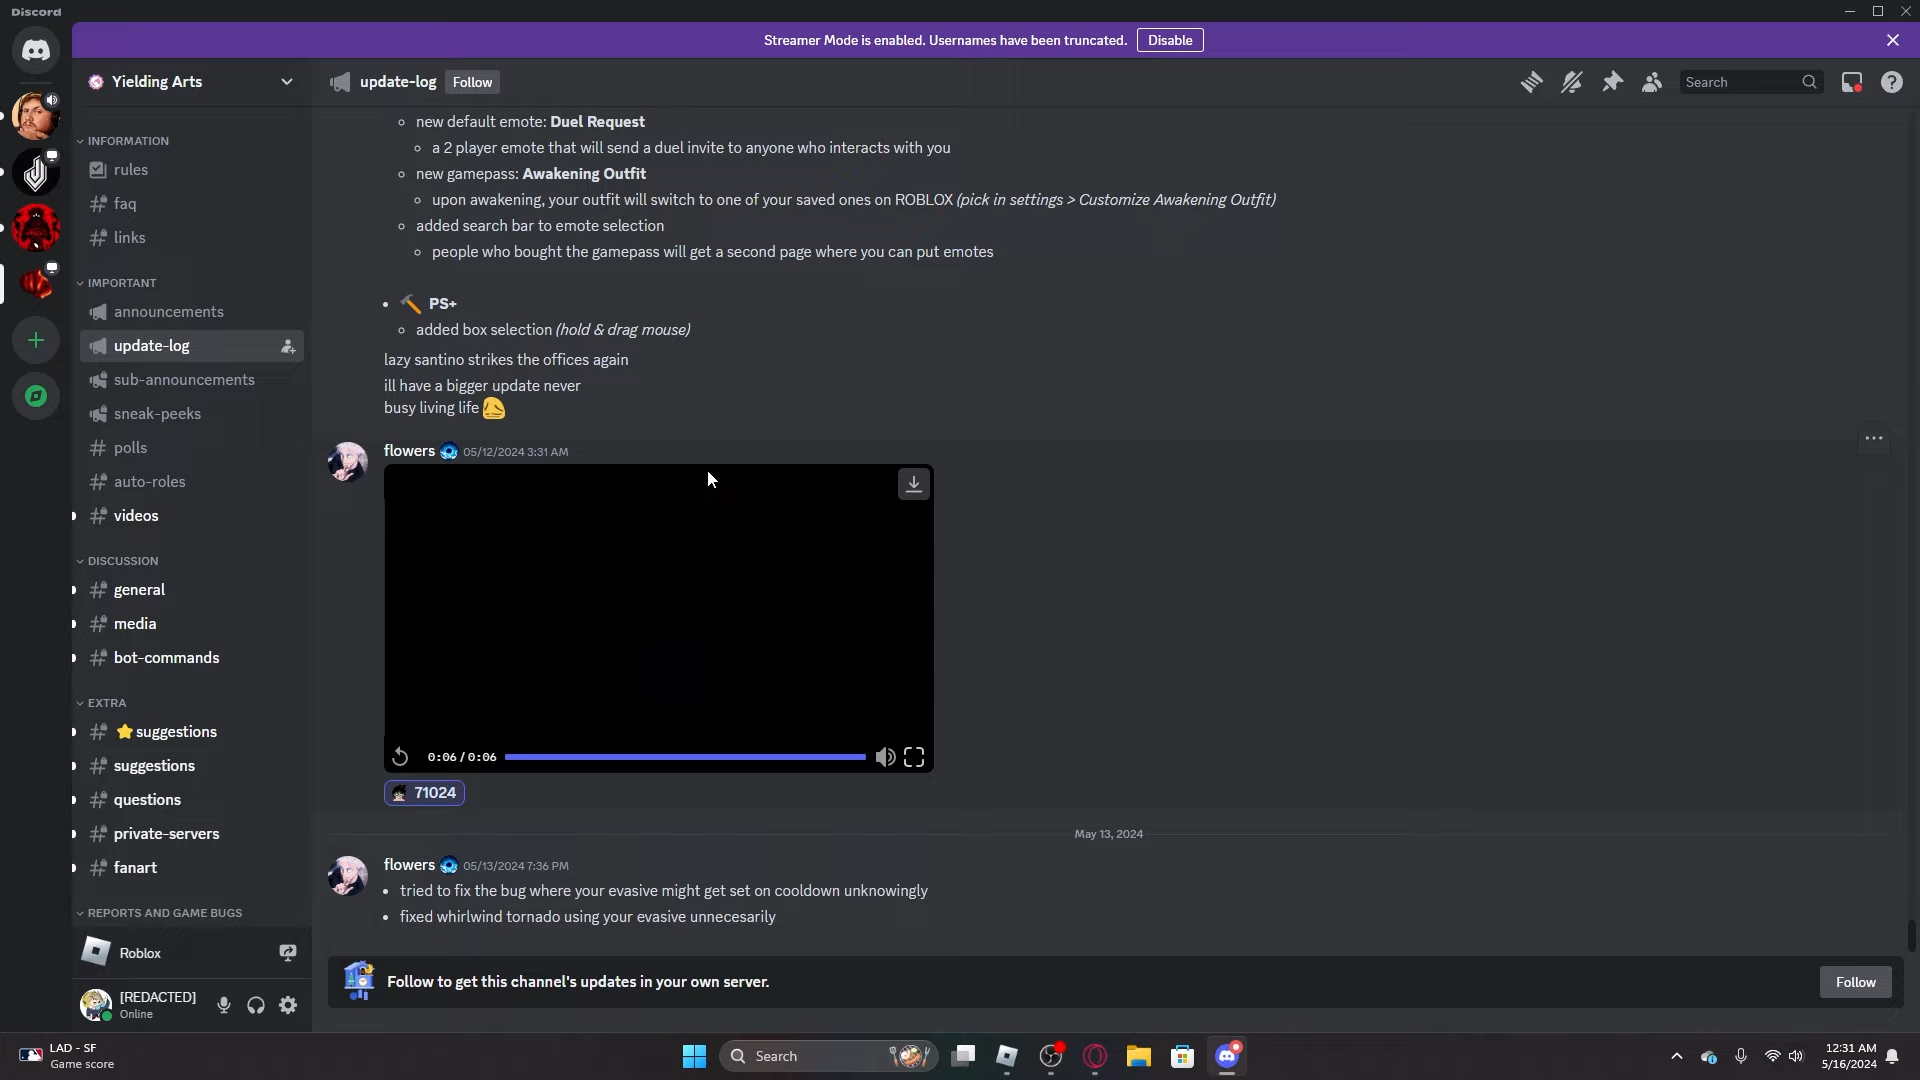 Discord
Streamer Mode is enabled. Usernames have been truncated.
Disable
Yielding Arts
update-log
Follow
Search
INFORMATION
rules
faq
links
IMPORTANT
announcements
update-log
sub-announcements
sneak-peeks
polls
auto-roles
videos
DISCUSSION
general
media
bot-commands
EXTRA
suggestions
suggestions
questions
private-servers
fanart
REPORTS AND GAME BUGS
Roblox
[REDACTED]
Online
new default emote: Duel Request
a 2 player emote that will send a duel invite to anyone who interacts with you
new gamepass: Awakening Outfit
upon awakening, your outfit will switch to one of your saved ones on ROBLOX (pick in settings > Customize Awakening Outfit)
added search bar to emote selection
people who bought the gamepass will get a second page where you can put emotes
PS+
added box selection (hold & drag mouse)
lazy santino strikes the offices again
ill have a bigger update never
busy living life
flowers 05/12/2024 3:31 AM
0:06 / 0:06
71024
May 13, 2024
flowers 05/13/2024 7:36 PM
tried to fix the bug where your evasive might get set on cooldown unknowingly
fixed whirlwind tornado using your evasive unnecesarily
Follow to get this channel's updates in your own server.
Follow
LAD - SF
Game score
Search
12:31 AM
5/16/2024